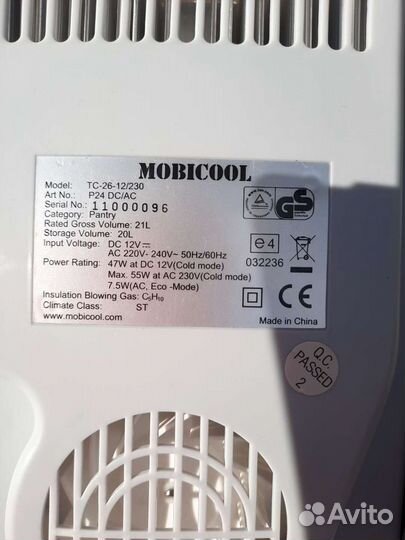 MOBICOOL
Model: TC-26-12/230
Art No.: P24 DC/AC
Serial No.: 11000096
Category: Pantry
Rated Gross Volume: 21L
Storage Volume: 20L
Input Voltage: DC 12V⎓
AC 220V- 240V~ 50Hz/60Hz
Power Rating: 47W at DC 12V(Cold mode)
Max. 55W at AC 230V(Cold mode)
7.5W(AC, Eco -Mode)
Insulation Blowing Gas: C₅H₁₀
Climate Class: ST
www.mobicool.com
GS
e4
032236
CE
Made in China
Q.C.
PASSED
2
Avito